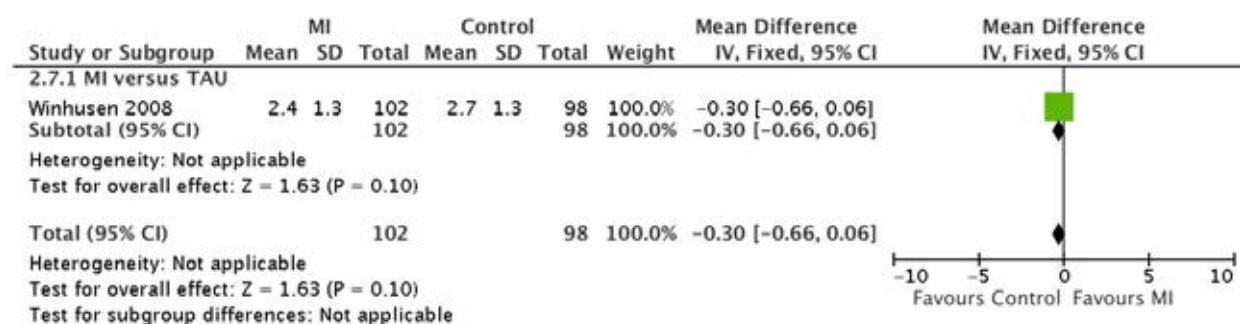 MI Control Mean Difference Mean Difference
Study or Subgroup Mean SD Total Mean SD Total Weight IV, Fixed, 95% CI IV, Fixed, 95% CI
2.7.1 MI versus TAU
Winhusen 2008 2.4 1.3 102 2.7 1.3 98 100.0% -0.30 [-0.66, 0.06]
Subtotal (95% CI) 102 98 100.0% -0.30 [-0.66, 0.06]
Heterogeneity: Not applicable
Test for overall effect: Z = 1.63 (P = 0.10)
Total (95% CI) 102 98 100.0% -0.30 [-0.66, 0.06]
Heterogeneity: Not applicable
Test for overall effect: Z = 1.63 (P = 0.10)
Test for subgroup differences: Not applicable
-10 -5 0 5 10
Favours Control Favours MI